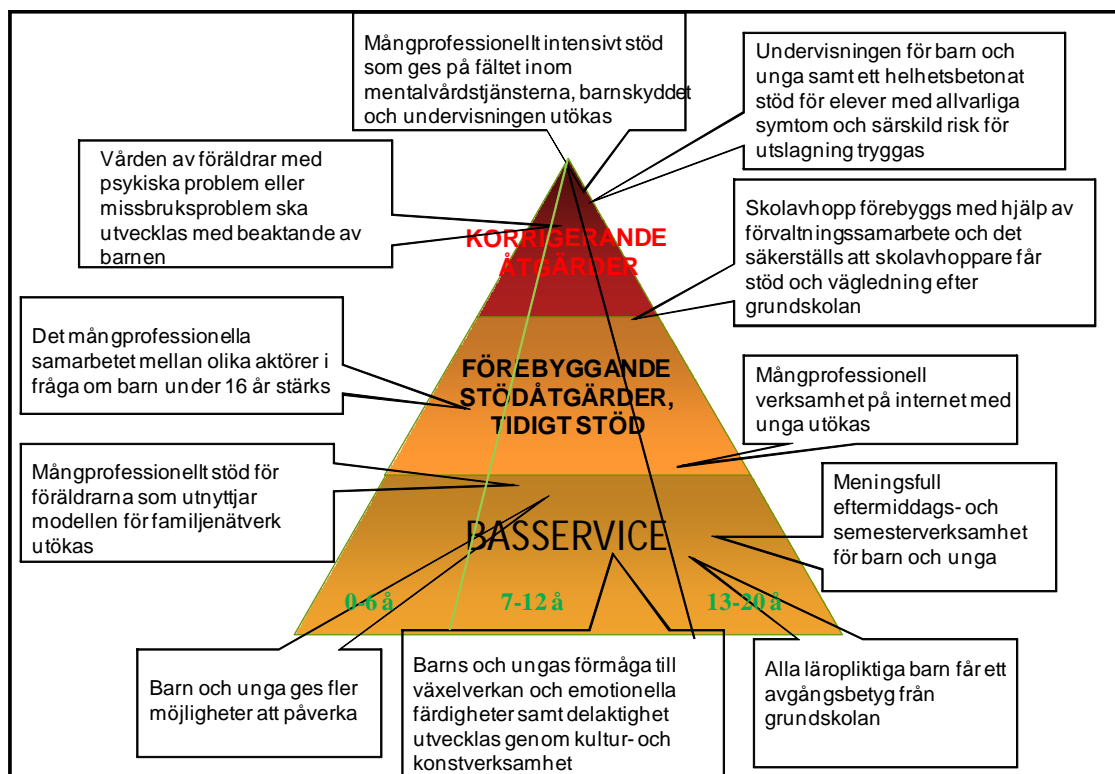 Mångprofessionellt intensivt stöd
som ges på fältet inom
mentalvårdstjänsterna, barnskyddet
och undervisningen utökas
Undervisningen för barn och
unga samt ett helhetsbetonat
stöd för elever med allvarliga
symtom och särskild risk för
utslagning tryggas
Vården av föräldrar med
psykiska problem eller
missbruksproblem ska
utvecklas med beaktande av
barnen
KORRIGERANDE
ÅTGÄRDER
Skolavhopp förebyggs med hjälp av
förvaltningssamarbete och det
säkerställs att skolavhoppare får
stöd och vägledning efter
grundskolan
Det mångprofessionella
samarbetet mellan olika aktörer i
fråga om barn under 16 år stärks
FÖREBYGGANDE
STÖDÅTGÄRDER,
TIDIGT STÖD
Mångprofessionell
verksamhet på internet med
unga utökas
Mångprofessionellt stöd för
föräldrarna som utnyttjar
modellen för familjenätverk
utökas
BASSERVICE
Meningsfull
eftermiddags- och
semesterverksamhet
för barn och unga
0-6 å
7-12 å
13-20 å
Barn och unga ges fler
möjligheter att påverka
Barns och ungas förmåga till
växelverkan och emotionella
färdigheter samt delaktighet
utvecklas genom kultur- och
konstverksamhet
Alla läropliktiga barn får ett
avgångsbetyg från
grundskolan